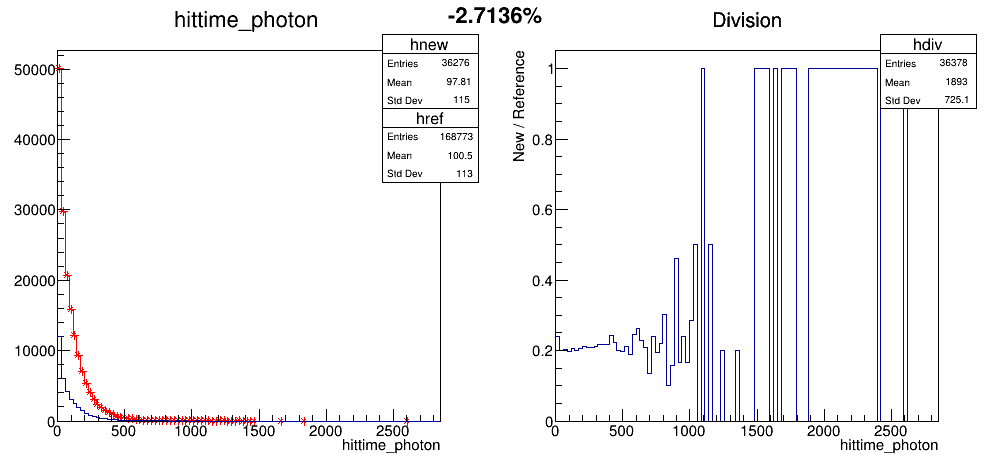 -2.7136%
hittime_photon
hnew
Entries 36276
Mean 97.81
Std Dev 115
href
Entries 168773
Mean 100.5
Std Dev 113
50000
40000
30000
20000
10000
0
0 500 1000 1500 2000 2500
hittime_photon
Division
hdiv
Entries 36378
Mean 1893
Std Dev 725.1
New / Reference
1
0.8
0.6
0.4
0.2
0
0 500 1000 1500 2000 2500
hittime_photon